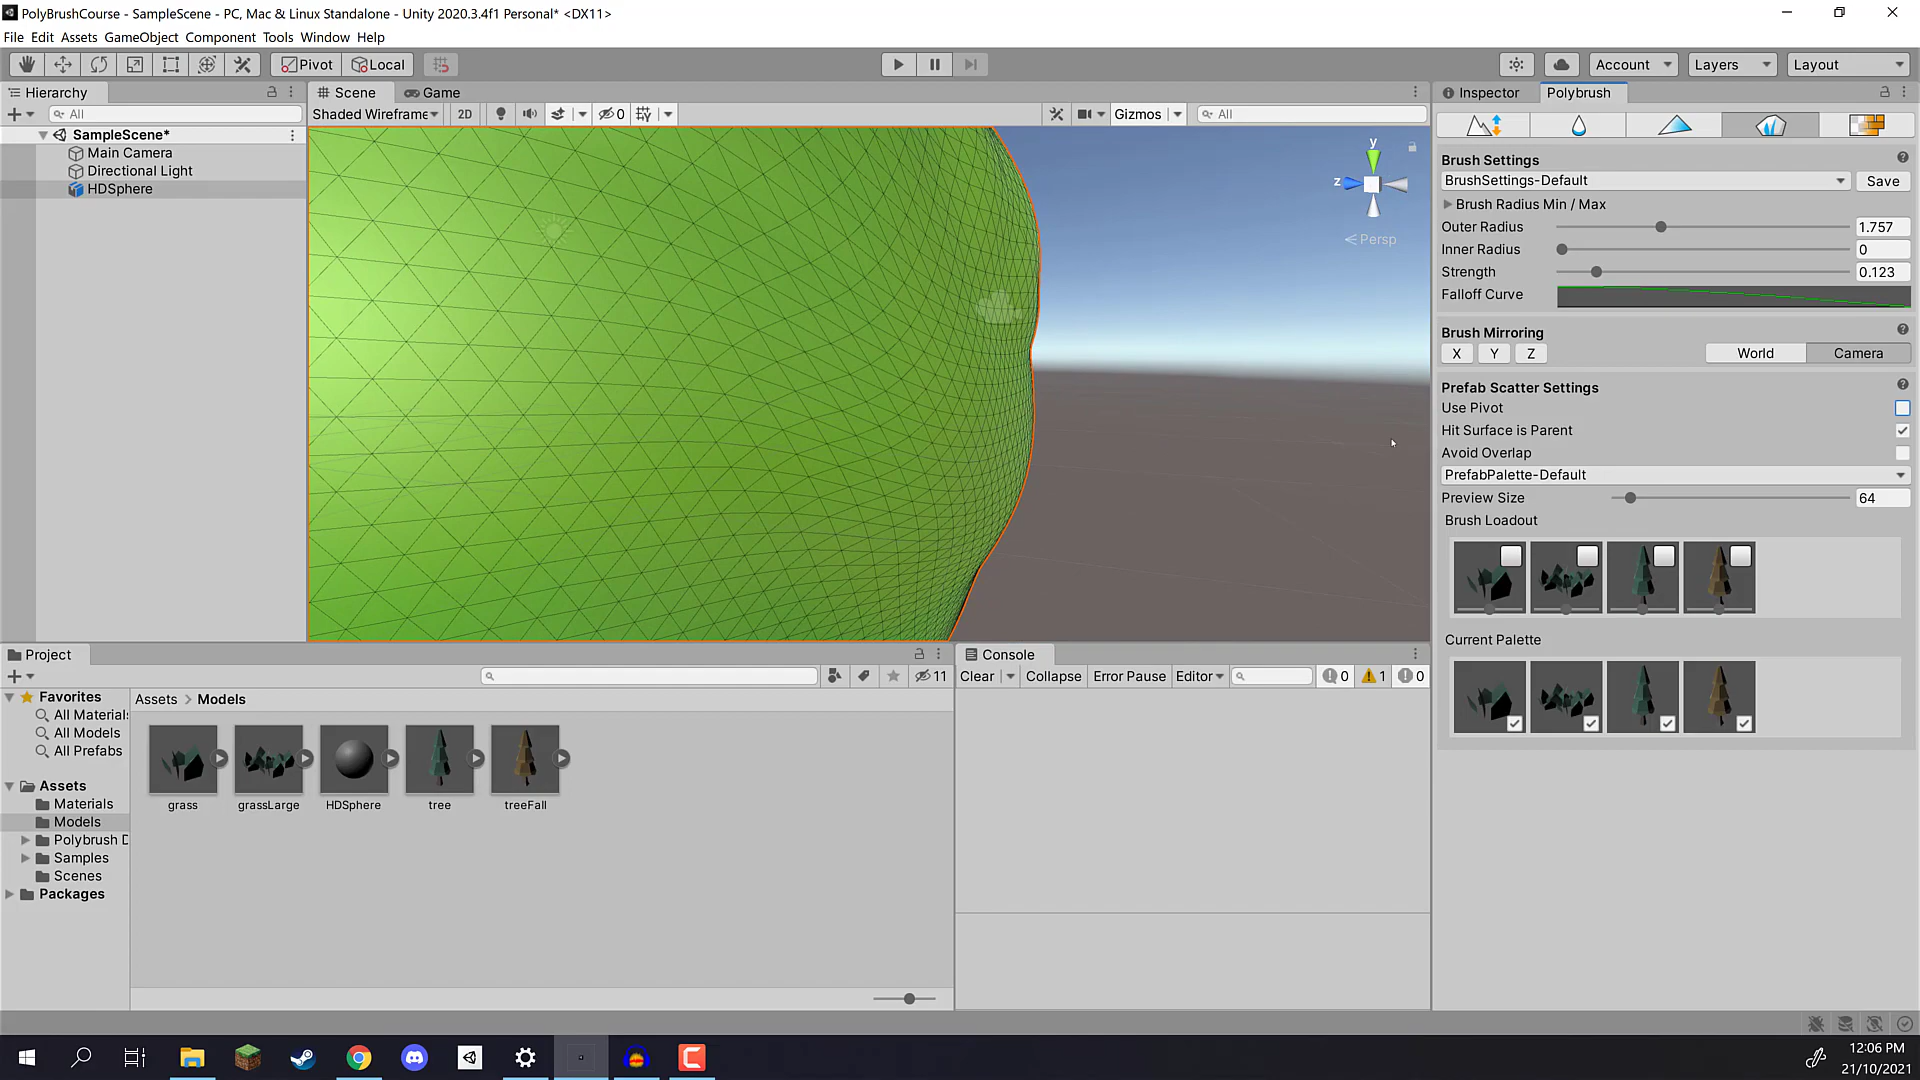 PolyBrushCourse - SampleScene - PC, Mac & Linux Standalone - Unity 2020.3.4f1 Personal* <DX11>
File Edit Assets GameObject Component Tools Window Help
Pivot Local Account Layers Layout
Hierarchy
All
SampleScene*
Main Camera
Directional Light
HDSphere
Scene Game
Shaded Wireframe 2D 0 Gizmos All
y
z
Persp
Inspector Polybrush
Brush Settings
BrushSettings-Default Save
Brush Radius Min / Max
Outer Radius 1.757
Inner Radius 0
Strength 0.123
Falloff Curve
Brush Mirroring
X Y Z World Camera
Prefab Scatter Settings
Use Pivot
Hit Surface is Parent
Avoid Overlap
PrefabPalette-Default
Preview Size 64
Brush Loadout
Current Palette
Project
11
Favorites
All Materials
All Models
All Prefabs
Assets
Materials
Models
Polybrush D
Samples
Scenes
Packages
Assets > Models
grass grassLarge HDSphere tree treeFall
Console
Clear Collapse Error Pause Editor 0 1 0
12:06 PM
21/10/2021